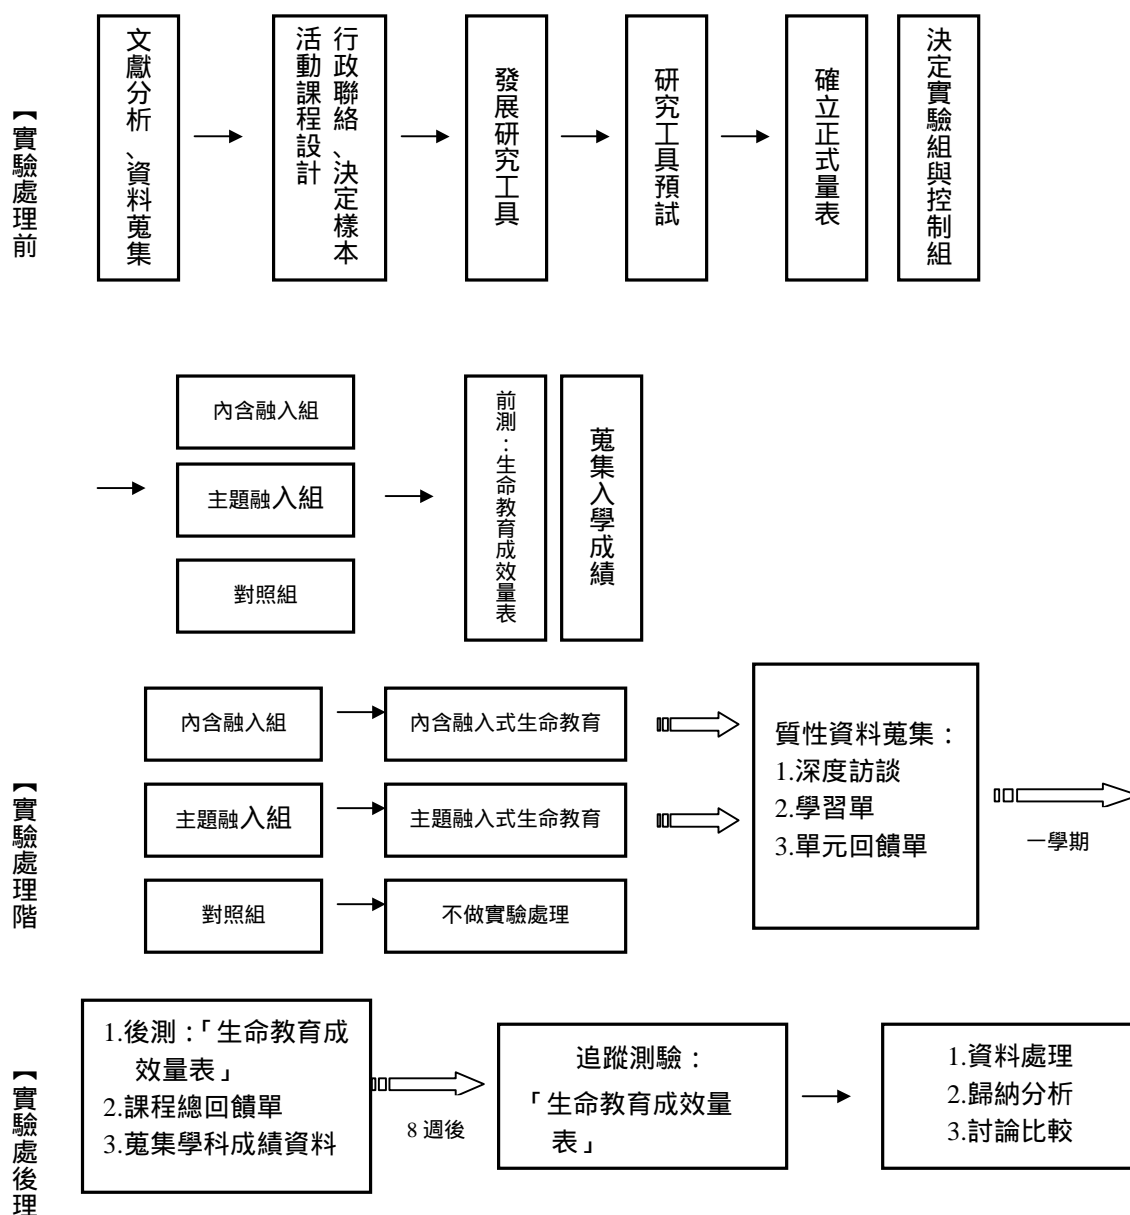 【實驗處理前
文獻分析、資料蒐集
行政聯絡、決定樣本
活動課程設計
發展研究工具
研究工具預試
確立正式量表
決定實驗組與控制組
內含融入組
主題融入組
對照組
前測：生命教育成效量表
蒐集入學成績
【實驗處理階
內含融入組
內含融入式生命教育
主題融入組
主題融入式生命教育
對照組
不做實驗處理
質性資料蒐集：
1.深度訪談
2.學習單
3.單元回饋單
一學期
【實驗處後理
1.後測：「生命教育成
效量表」
2.課程總回饋單
3.蒐集學科成績資料
8 週後
追蹤測驗：
「生命教育成效量
表」
1.資料處理
2.歸納分析
3.討論比較